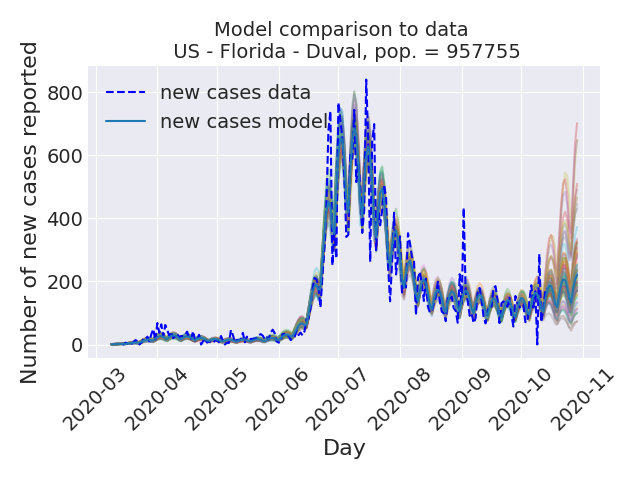 Model comparison to data
US - Florida - Duval, pop. = 957755
Number of new cases reported
800
600
400
200
0
new cases data
new cases model
2020-03
2020-04
2020-05
2020-06
2020-07
2020-08
2020-09
2020-10
2020-11
Day